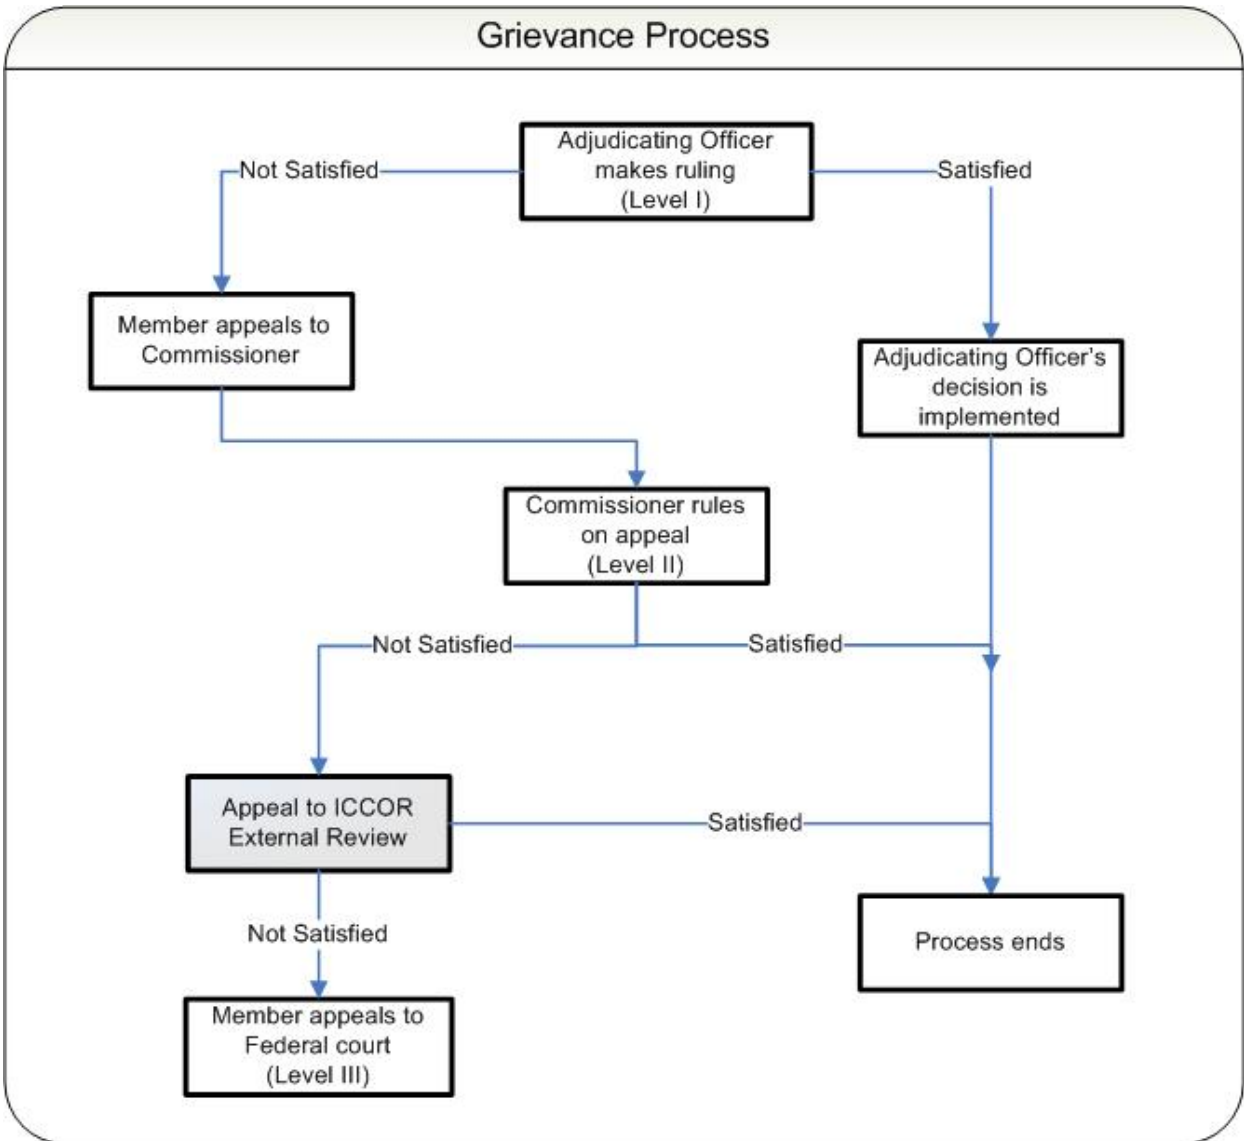 Grievance Process
Adjudicating Officer
makes ruling
(Level I)
Not Satisfied
Satisfied
Member appeals to
Commissioner
Adjudicating Officer's
decision is
implemented
Commissioner rules
on appeal
(Level II)
Not Satisfied
Satisfied
Appeal to ICCOR
External Review
Satisfied
Not Satisfied
Process ends
Member appeals to
Federal court
(Level III)